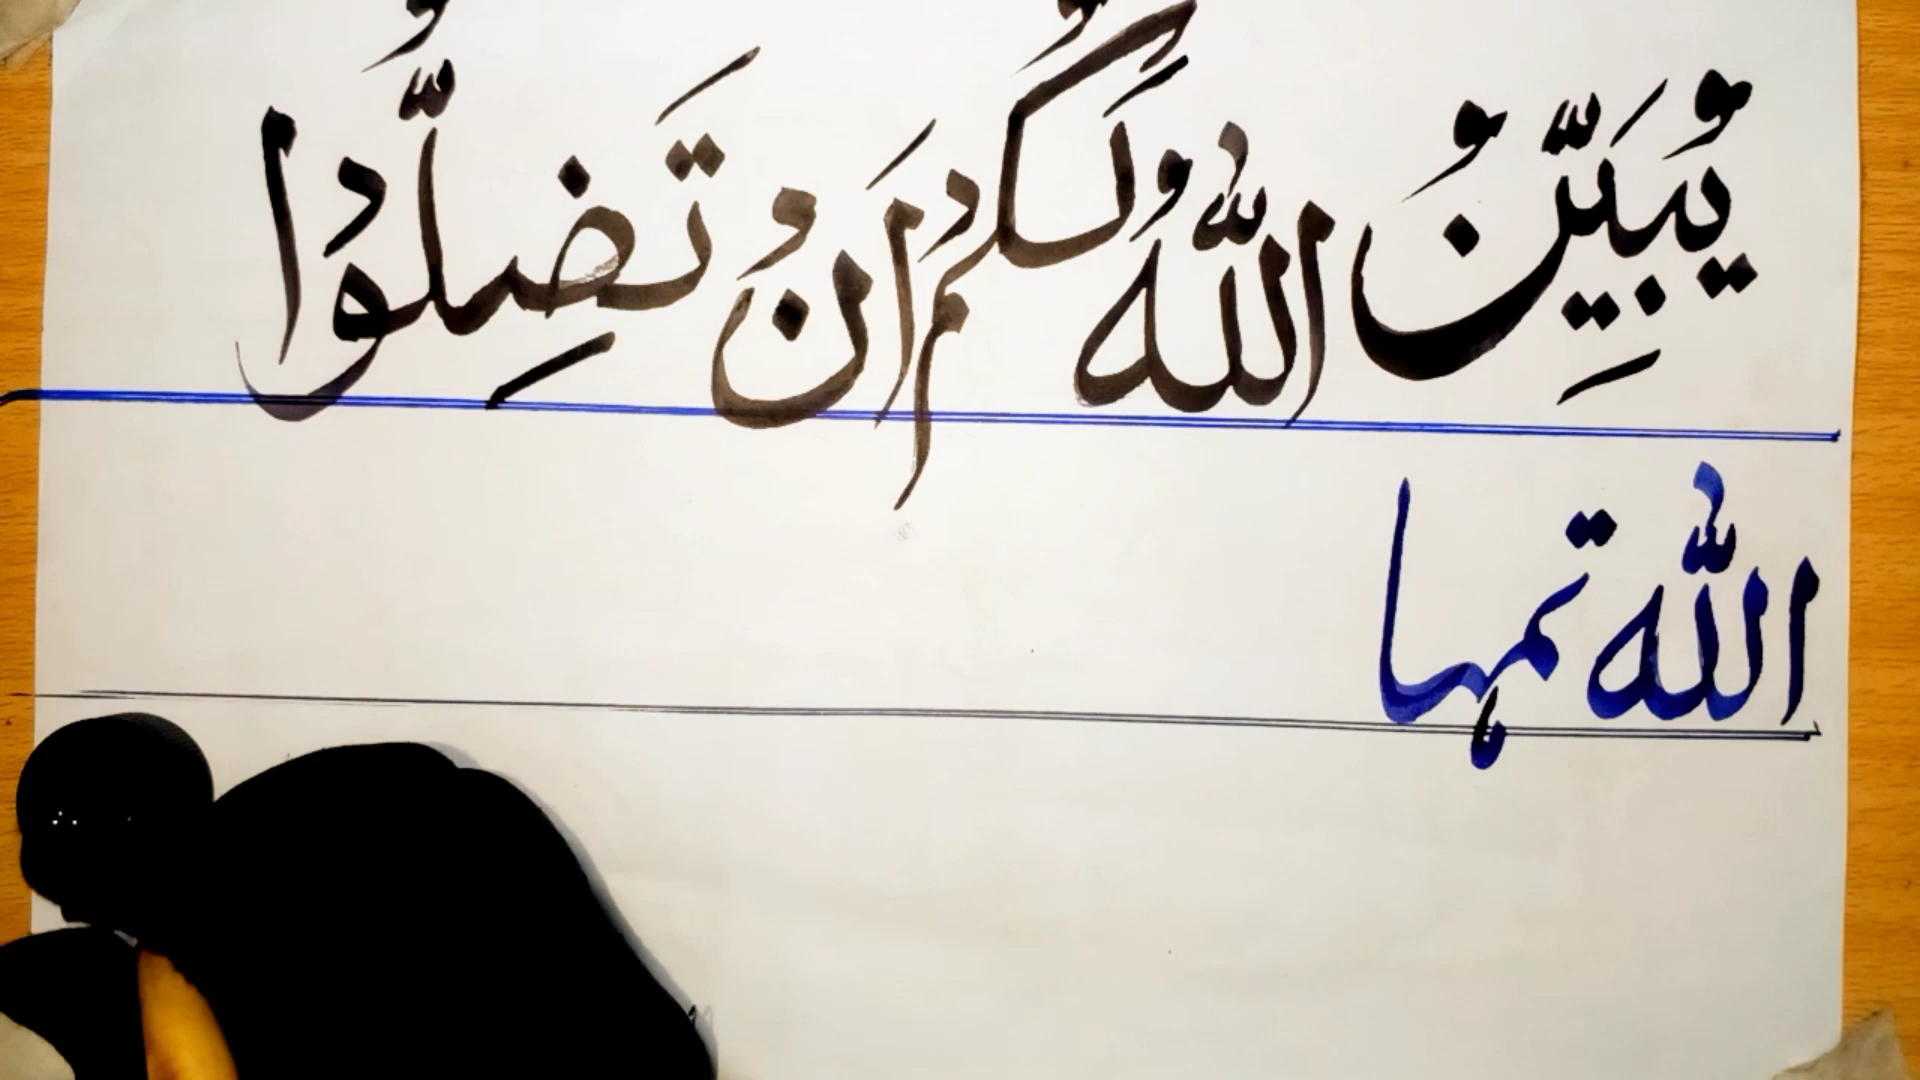 يُبَيِّنُ اللّٰهُ لَكُمْ اَنْ تَضِلُّوْا
اللّٰه تمہا